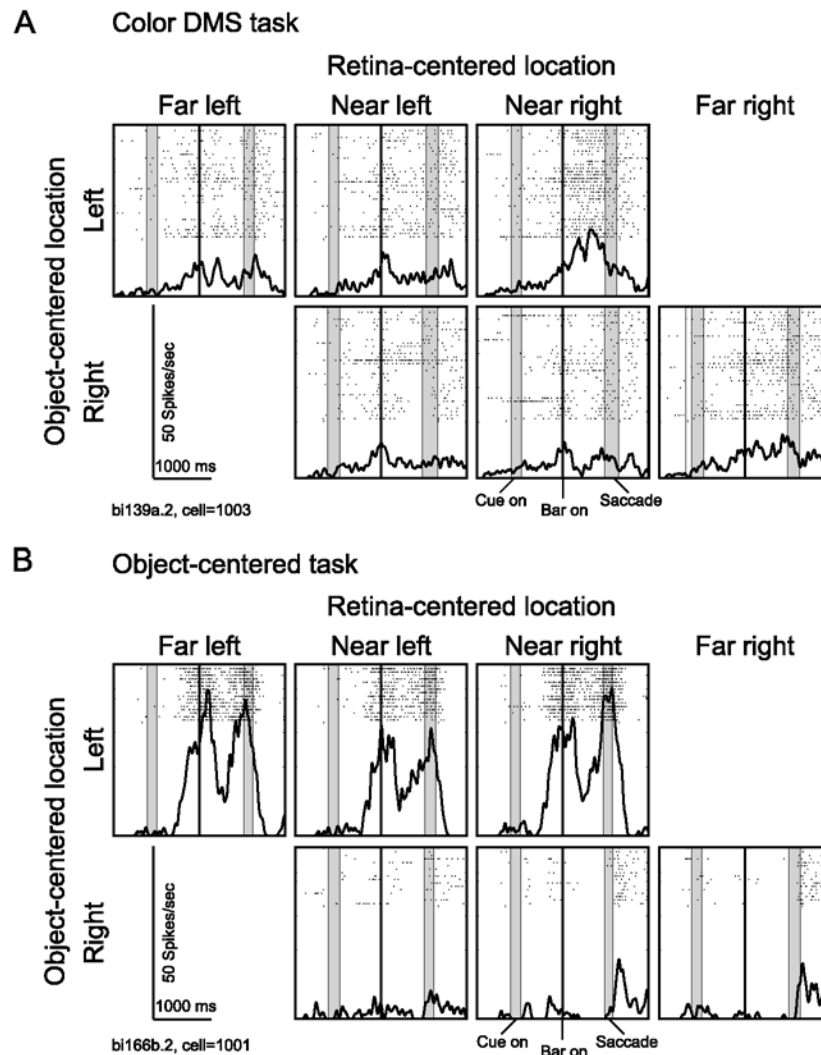 A Color DMS task
Retina-centered location
Far left Near left Near right Far right
Object-centered location
Left
Right
50 Spikes/sec
1000 ms
Cue on Bar on Saccade
bi139a.2, cell=1003
B Object-centered task
Retina-centered location
Far left Near left Near right Far right
Object-centered location
Left
Right
50 Spikes/sec
1000 ms
Cue on Bar on Saccade
bi166b.2, cell=1001